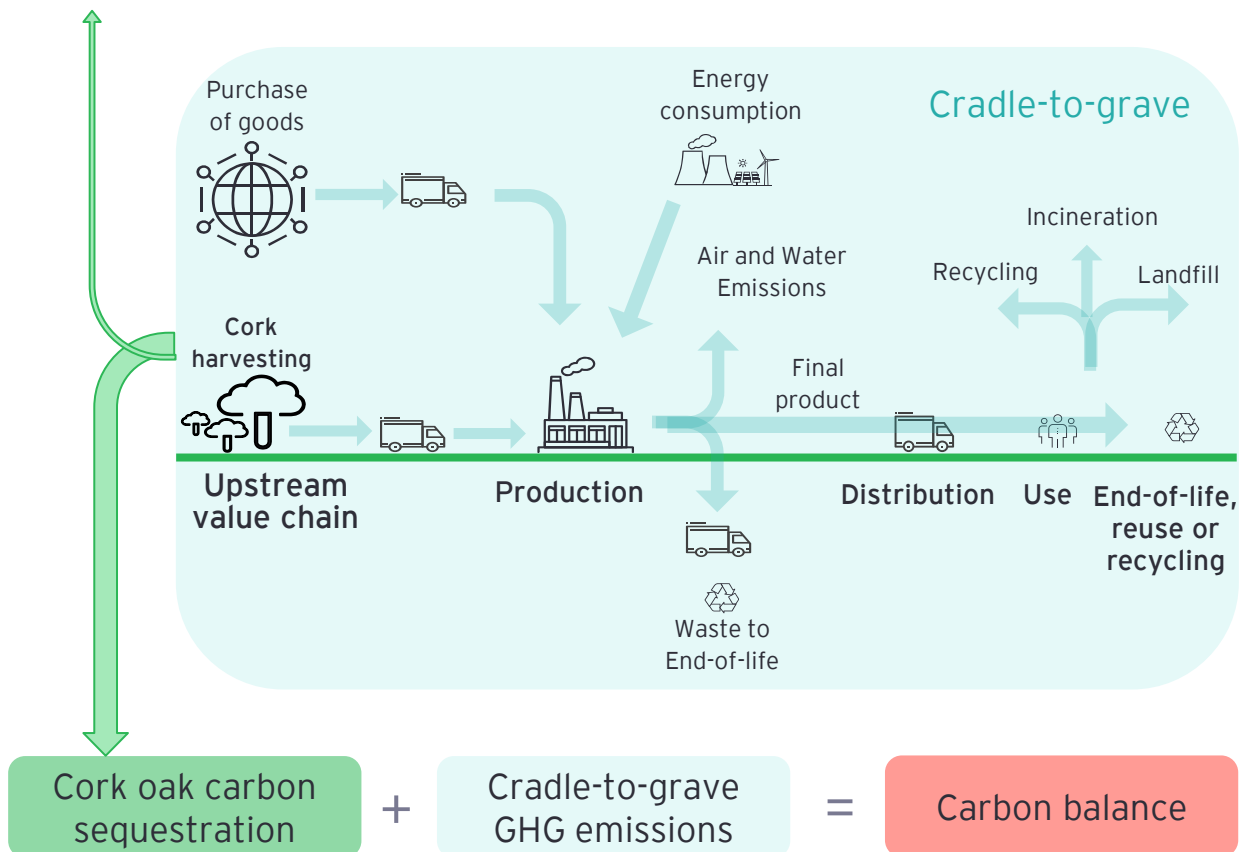 Purchase
of goods
Energy
consumption
Cradle-to-grave
Incineration
Recycling
Landfill
Air and Water
Emissions
Cork
harvesting
Final
product
Upstream
value chain
Production
Distribution
Use
End-of-life,
reuse or
recycling
Waste to
End-of-life
Cork oak carbon
sequestration
+
Cradle-to-grave
GHG emissions
=
Carbon balance